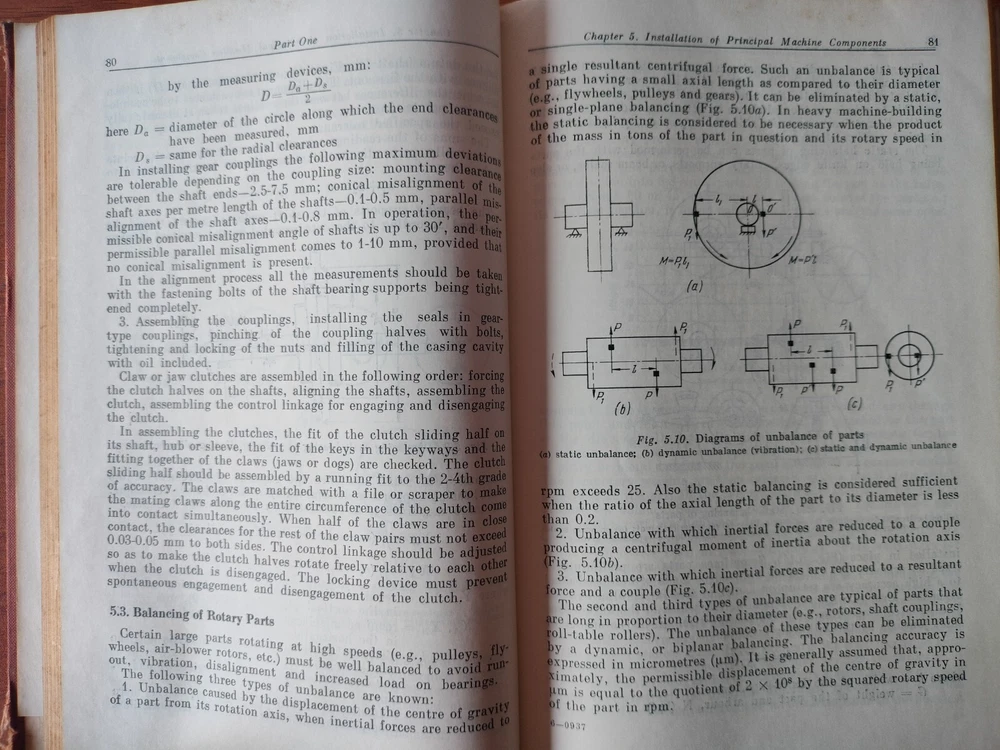 80
Part One
by the measuring devices, mm:
D = (Da + Ds) / 2
here Da = diameter of the circle along which the end clearances
have been measured, mm
Ds = same for the radial clearances
In installing gear couplings the following maximum deviations
are tolerable depending on the coupling size: mounting clearance
between the shaft ends—2.5-7.5 mm; conical misalignment of the
shaft axes per metre length of the shafts—0.1-0.5 mm, parallel mis-
alignment of the shaft axes—0.1-0.8 mm. In operation, the per-
missible conical misalignment angle of shafts is up to 30′, and their
permissible parallel misalignment comes to 1-10 mm, provided that
no conical misalignment is present.
In the alignment process all the measurements should be taken
with the fastening bolts of the shaft bearing supports being tight-
ened completely.
3. Assembling the couplings, installing the seals in gear-
type couplings, pinching of the coupling halves with bolts,
tightening and locking of the nuts and filling of the casing cavity
with oil included.
Claw or jaw clutches are assembled in the following order: forcing
the clutch halves on the shafts, aligning the shafts, assembling the
clutch, assembling the control linkage for engaging and disengaging
the clutch.
In assembling the clutches, the fit of the clutch sliding half on
its shaft, hub or sleeve, the fit of the keys in the keyways and the
fitting together of the claws (jaws or dogs) are checked. The clutch
sliding half should be assembled by a running fit to the 2-4th grade
of accuracy. The claws are matched with a file or scraper to make
the mating claws along the entire circumference of the clutch come
into contact simultaneously. When half of the claws are in close
contact, the clearances for the rest of the claw pairs must not exceed
0.03-0.05 mm to both sides. The control linkage should be adjusted
so as to make the clutch halves rotate freely relative to each other
when the clutch is disengaged. The locking device must prevent
spontaneous engagement and disengagement of the clutch.
5.3. Balancing of Rotary Parts
Certain large parts rotating at high speeds (e.g., pulleys, fly-
wheels, air-blower rotors, etc.) must be well balanced to avoid run-
out, vibration, disalignment and increased load on bearings.
The following three types of unbalance are known:
1. Unbalance caused by the displacement of the centre of gravity
of a part from its rotation axis, when inertial forces are reduced to
Chapter 5. Installation of Principal Machine Components
81
a single resultant centrifugal force. Such an unbalance is typical
of parts having a small axial length as compared to their diameter
(e.g., flywheels, pulleys and gears). It can be eliminated by a static,
or single-plane balancing (Fig. 5.10a). In heavy machine-building
the static balancing is considered to be necessary when the product
of the mass in tons of the part in question and its rotary speed in
l₁ l
O O′
P₁ P′
M=P₁l₁ M=P′l
(a)
P P₁
l
P₁ P
(b)
P P₁
l
P₁ P′ P P₁ P′
(c)
Fig. 5.10. Diagrams of unbalance of parts
(a) static unbalance; (b) dynamic unbalance (vibration); (c) static and dynamic unbalance
rpm exceeds 25. Also the static balancing is considered sufficient
when the ratio of the axial length of the part to its diameter is less
than 0.2.
2. Unbalance with which inertial forces are reduced to a couple
producing a centrifugal moment of inertia about the rotation axis
(Fig. 5.10b).
3. Unbalance with which inertial forces are reduced to a resultant
force and a couple (Fig. 5.10c).
The second and third types of unbalance are typical of parts that
are long in proportion to their diameter (e.g., rotors, shaft couplings,
roll-table rollers). The unbalance of these types can be eliminated
by a dynamic, or biplanar balancing. The balancing accuracy is
expressed in micrometres (μm). It is generally assumed that, appro-
ximately, the permissible displacement of the centre of gravity in
μm is equal to the quotient of 2 × 10⁸ by the squared rotary speed
of the part in rpm.
6—0937